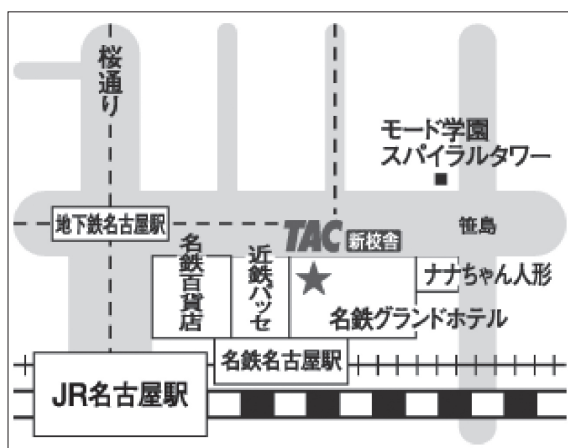 桜通り
モード学園
スパイラルタワー
地下鉄名古屋駅
TAC 新校舎
笹島
名鉄百貨店
近鉄パッセ
ナナちゃん人形
名鉄グランドホテル
名鉄名古屋駅
JR名古屋駅